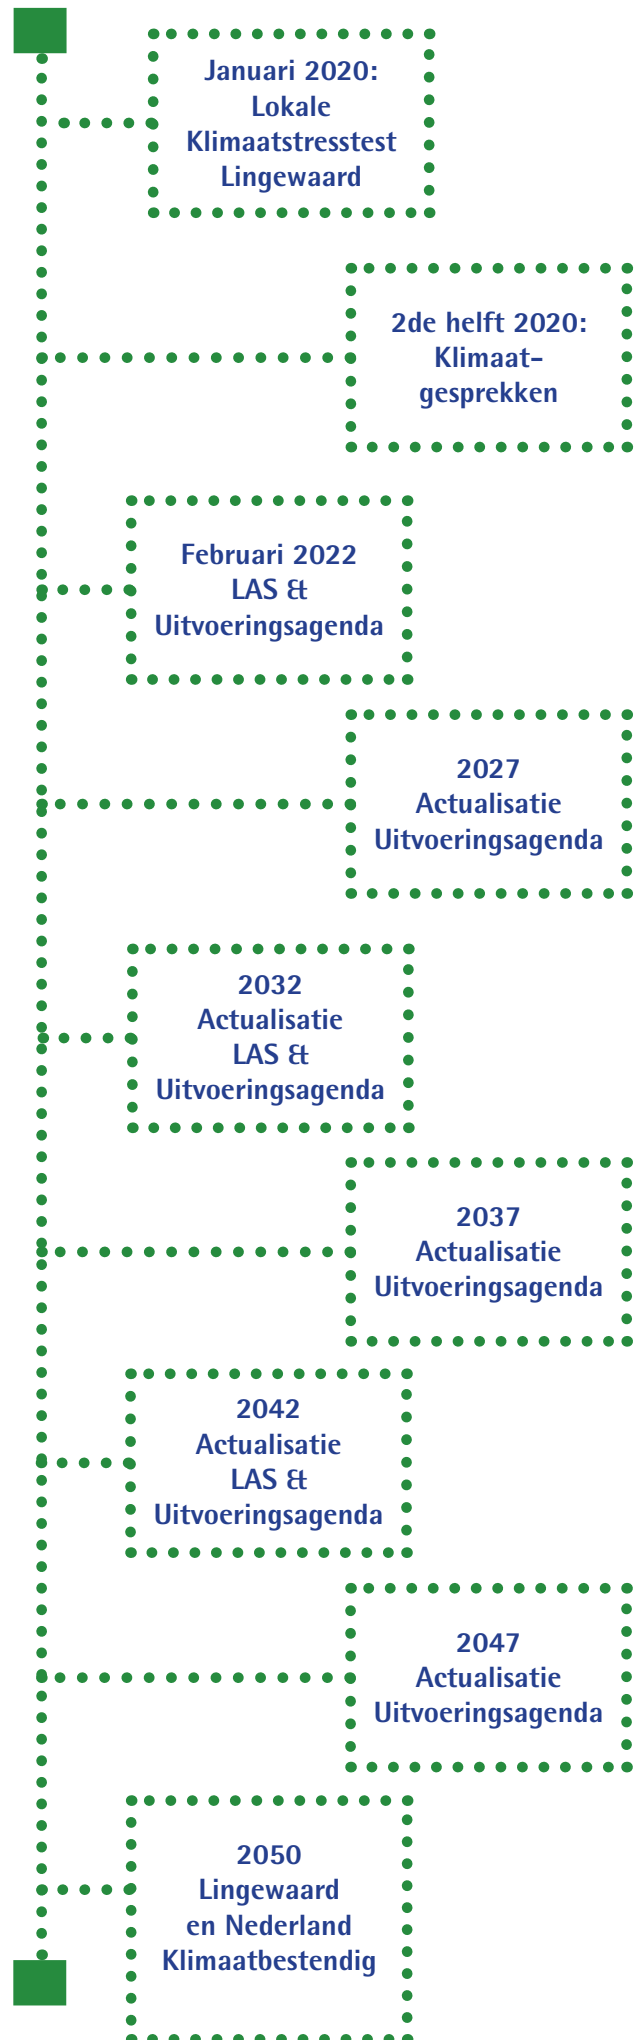 Januari 2020:
Lokale
Klimaatstresstest
Lingewaard
2de helft 2020:
Klimaat-
gesprekken
Februari 2022
LAS &
Uitvoeringsagenda
2027
Actualisatie
Uitvoeringsagenda
2032
Actualisatie
LAS &
Uitvoeringsagenda
2037
Actualisatie
Uitvoeringsagenda
2042
Actualisatie
LAS &
Uitvoeringsagenda
2047
Actualisatie
Uitvoeringsagenda
2050
Lingewaard
en Nederland
Klimaatbestendig